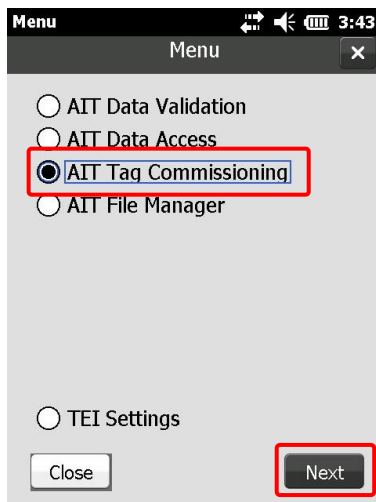 Menu 3:43
Menu
AIT Data Validation
AIT Data Access
AIT Tag Commissioning
AIT File Manager
TEI Settings
Close Next